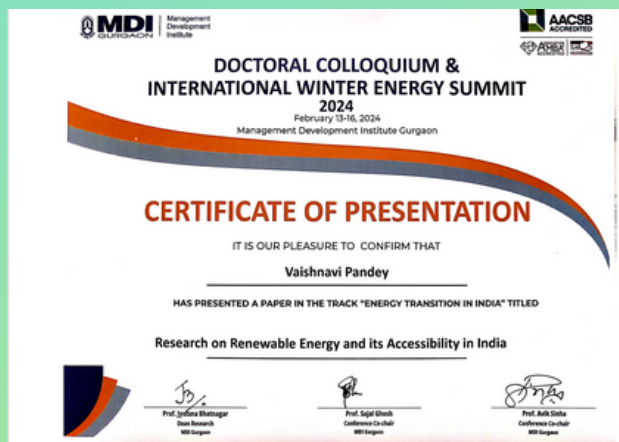 MDI
GURGAON
Management
Development
Institute
AACSB
ACCREDITED
DOCTORAL COLLOQUIUM &
INTERNATIONAL WINTER ENERGY SUMMIT
2024
February 13-16, 2024
Management Development Institute Gurgaon
CERTIFICATE OF PRESENTATION
IT IS OUR PLEASURE TO CONFIRM THAT
Vaishnavi Pandey
HAS PRESENTED A PAPER IN THE TRACK "ENERGY TRANSITION IN INDIA" TITLED
Research on Renewable Energy and its Accessibility in India
Prof. Jyotsna Bhatnagar
Dean Research
MDI Gurgaon
Prof. Sajal Ghosh
Conference Co-chair
MDI Gurgaon
Prof. Avik Sinha
Conference Co-chair
MDI Gurgaon